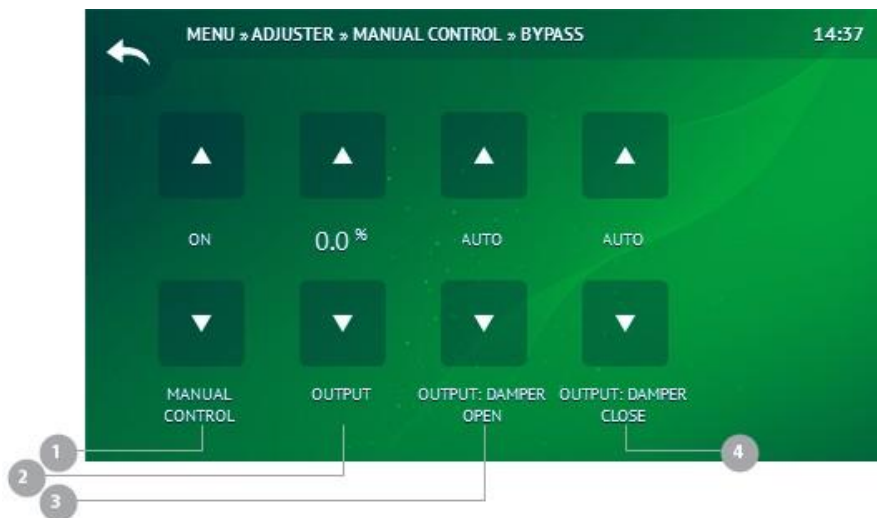 MENU » ADJUSTER » MANUAL CONTROL » BYPASS
14:37
ON
0.0 %
AUTO
AUTO
MANUAL
CONTROL
OUTPUT
OUTPUT: DAMPER
OPEN
OUTPUT: DAMPER
CLOSE
1
2
3
4